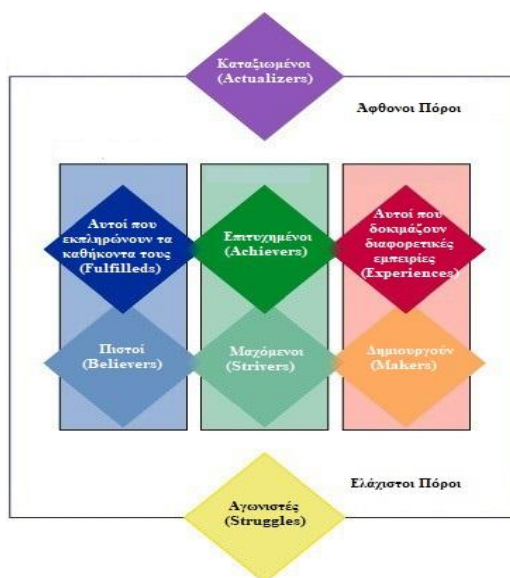 Καταξιωμένοι
(Actualizers)
Άφθονοι Πόροι
Αυτοί που
εκπληρώνουν τα
καθήκοντα τους
(Fulfilleds)
Επιτυχημένοι
(Achievers)
Αυτοί που
δοκιμάζουν
διαφορετικές
εμπειρίες
(Experiences)
Πιστοί
(Believers)
Μαχόμενοι
(Strivers)
Δημιουργούν
(Makers)
Ελάχιστοι Πόροι
Αγωνιστές
(Struggles)